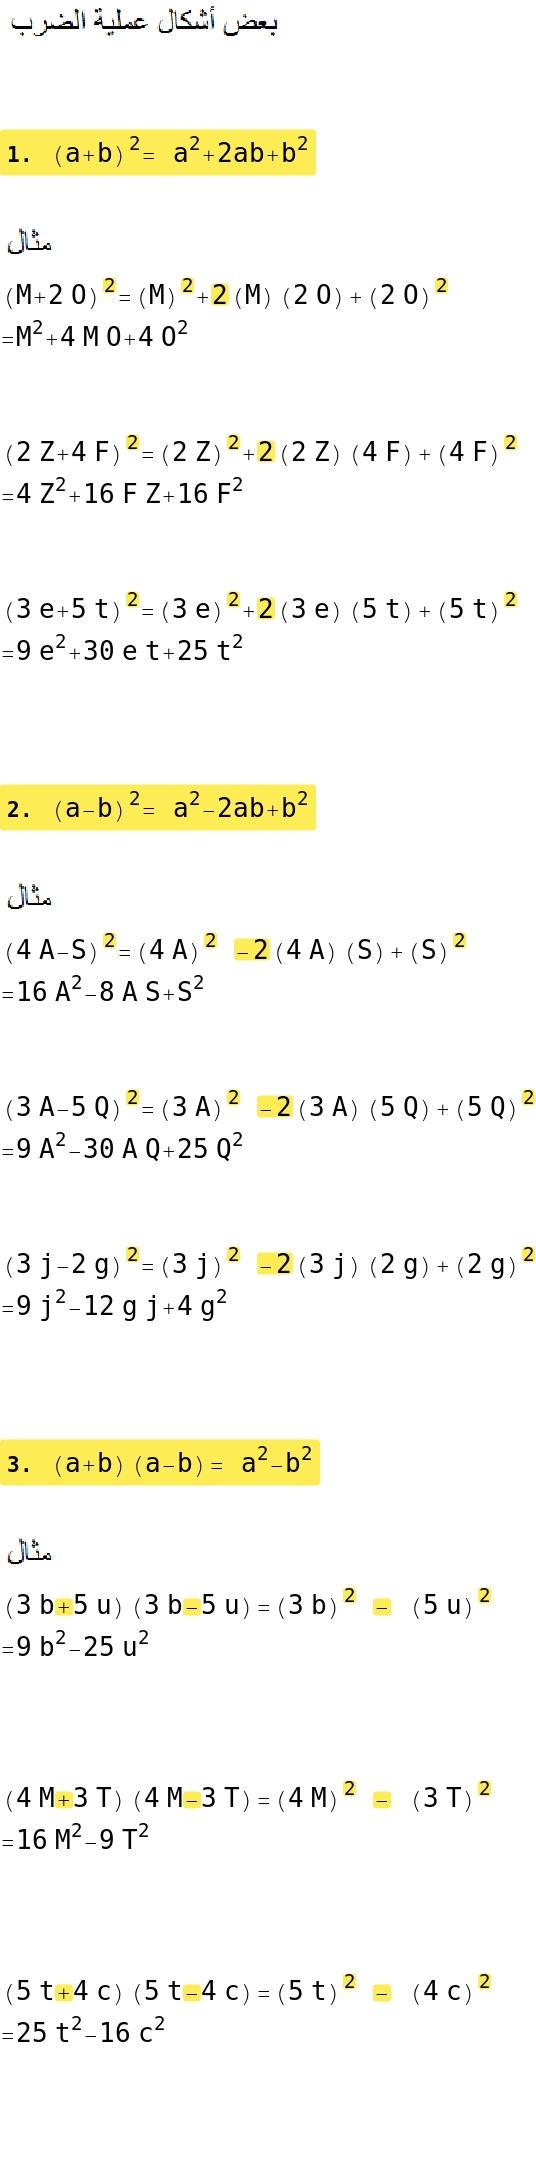 بعض أشكال عملية الضرب
1. (a+b)²= a²+2ab+b²
مثال
(M+2 O)²=(M)²+2(M) (2 O)+(2 O)²
=M²+4 M O+4 O²
(2 Z+4 F)²=(2 Z)²+2(2 Z) (4 F)+(4 F)²
=4 Z²+16 F Z+16 F²
(3 e+5 t)²=(3 e)²+2(3 e) (5 t)+(5 t)²
=9 e²+30 e t+25 t²
2. (a−b)²= a²−2ab+b²
مثال
(4 A−S)²=(4 A)² −2(4 A) (S)+(S)²
=16 A²−8 A S+S²
(3 A−5 Q)²=(3 A)² −2(3 A) (5 Q)+(5 Q)²
=9 A²−30 A Q+25 Q²
(3 j−2 g)²=(3 j)² −2(3 j) (2 g)+(2 g)²
=9 j²−12 g j+4 g²
3. (a+b)(a−b)= a²−b²
مثال
(3 b+5 u) (3 b−5 u)=(3 b)² − (5 u)²
=9 b²−25 u²
(4 M+3 T) (4 M−3 T)=(4 M)² − (3 T)²
=16 M²−9 T²
(5 t+4 c) (5 t−4 c)=(5 t)² − (4 c)²
=25 t²−16 c²